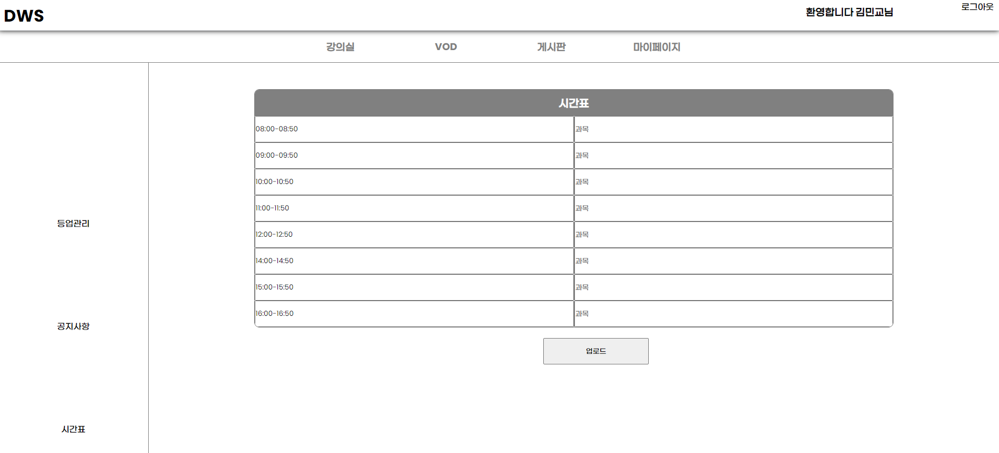 DWS
환영합니다 김민교님
로그아웃
강의실 VOD 게시판 마이페이지
등업관리
공지사항
시간표
시간표
08:00-08:50 과목
09:00-09:50 과목
10:00-10:50 과목
11:00-11:50 과목
12:00-12:50 과목
14:00-14:50 과목
15:00-15:50 과목
16:00-16:50 과목
업로드